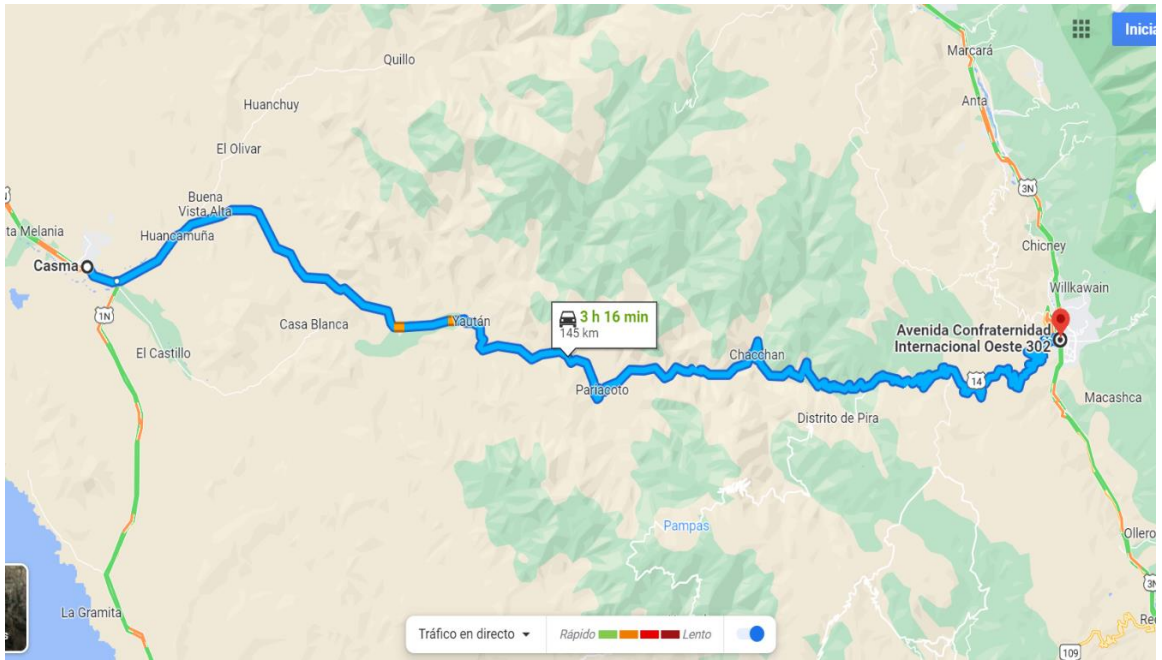 Inicia
Marcará
Quillo
Anta
Huanchuy
El Olivar
3N
Buena
Vista Alta
ta Melania
Huancamuña
Chicney
Casma
Willkawain
1N
3 h 16 min
145 km
Casa Blanca
Yaután
Avenida Confraternidad
Internacional Oeste 302
El Castillo
Chacchan
14
Pariacoto
Macashca
Distrito de Pira
Pampas
Ollero
3N
La Gramita
Rec
s
Tráfico en directo
Rápido
Lento
109